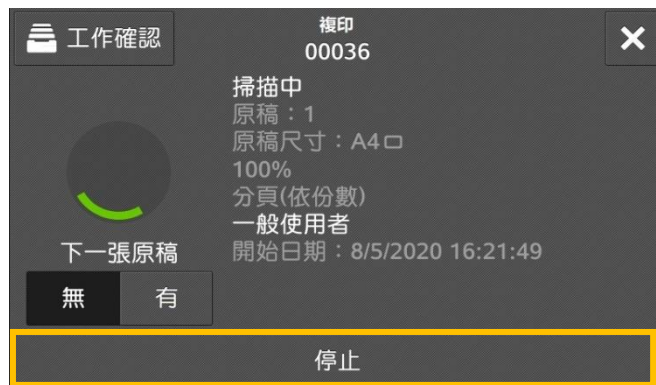 工作確認
複印
00036
掃描中
原稿：1
原稿尺寸：A4
100%
分頁(依份數)
一般使用者
開始日期：8/5/2020 16:21:49
下一張原稿
無 有
停止